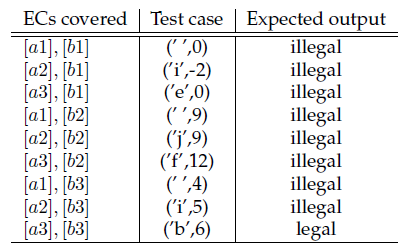 ECs covered Test case Expected output
[a1], [b1] (' ',0) illegal
[a2], [b1] ('i',-2) illegal
[a3], [b1] ('e',0) illegal
[a1], [b2] (' ',9) illegal
[a2], [b2] ('j',9) illegal
[a3], [b2] ('f',12) illegal
[a1], [b3] (' ',4) illegal
[a2], [b3] ('i',5) illegal
[a3], [b3] ('b',6) legal